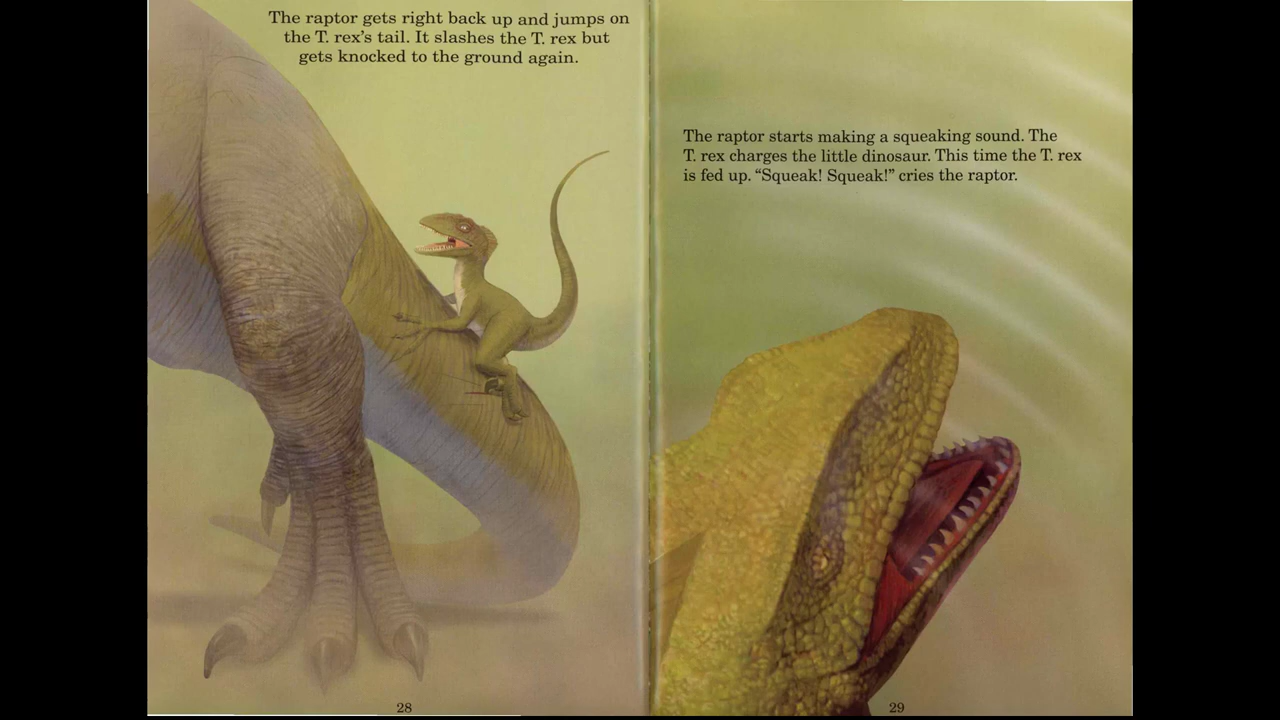 The raptor gets right back up and jumps on
the T. rex's tail. It slashes the T. rex but
gets knocked to the ground again.
28
The raptor starts making a squeaking sound. The
T. rex charges the little dinosaur. This time the T. rex
is fed up. “Squeak! Squeak!” cries the raptor.
29